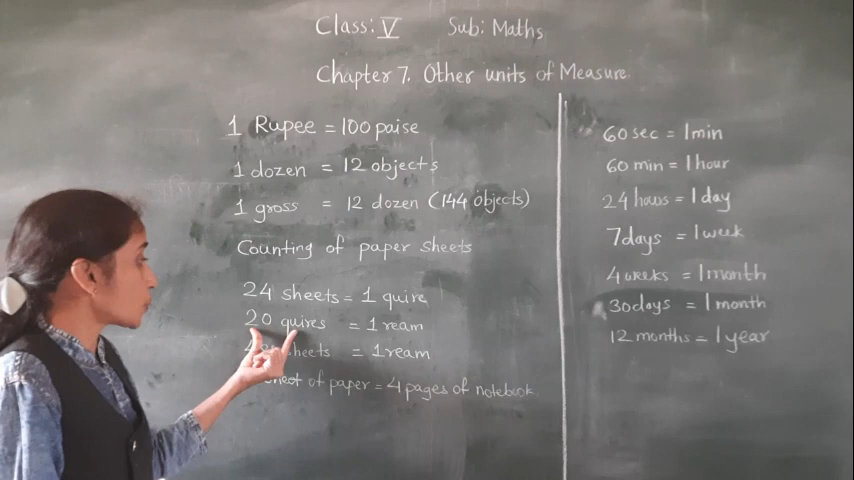 Class: V Sub: Maths
Chapter 7. Other units of Measure.
1 Rupee = 100 paise
1 dozen = 12 objects
1 gross = 12 dozen (144 objects)
Counting of paper sheets
24 sheets = 1 quire
20 quires = 1 ream
sheets = 1 ream
of paper = 4 pages of notebook
60 sec = 1 min
60 min = 1 hour
24 hours = 1 day
7 days = 1 week
4 weeks = 1 month
30 days = 1 month
12 months = 1 year